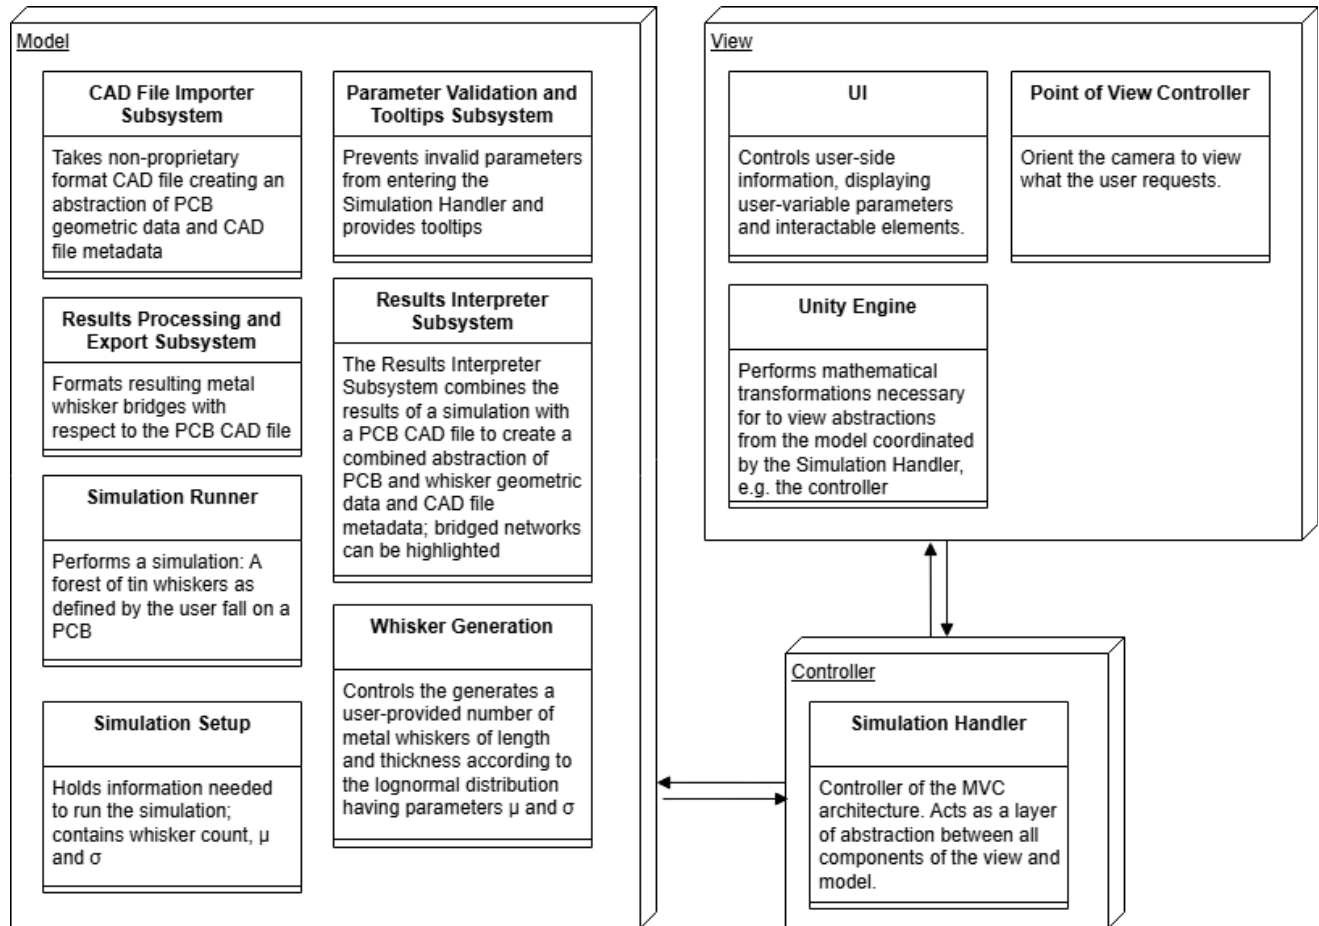 Model
CAD File Importer
Subsystem
Takes non-proprietary
format CAD file creating an
abstraction of PCB
geometric data and CAD
file metadata
Parameter Validation and
Tooltips Subsystem
Prevents invalid parameters
from entering the
Simulation Handler and
provides tooltips
Results Processing and
Export Subsystem
Formats resulting metal
whisker bridges with
respect to the PCB CAD file
Results Interpreter
Subsystem
The Results Interpreter
Subsystem combines the
results of a simulation with
a PCB CAD file to create a
combined abstraction of
PCB and whisker geometric
data and CAD file
metadata; bridged networks
can be highlighted
Simulation Runner
Performs a simulation: A
forest of tin whiskers as
defined by the user fall on a
PCB
Whisker Generation
Controls the generates a
user-provided number of
metal whiskers of length
and thickness according to
the lognormal distribution
having parameters μ and σ
Simulation Setup
Holds information needed
to run the simulation;
contains whisker count, μ
and σ
View
UI
Controls user-side
information, displaying
user-variable parameters
and interactable elements.
Point of View Controller
Orient the camera to view
what the user requests.
Unity Engine
Performs mathematical
transformations necessary
for to view abstractions
from the model coordinated
by the Simulation Handler,
e.g. the controller
Controller
Simulation Handler
Controller of the MVC
architecture. Acts as a layer
of abstraction between all
components of the view and
model.